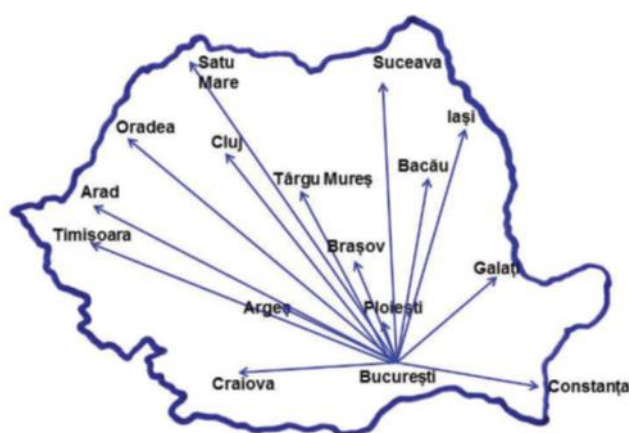 Satu
Mare
Suceava
Iași
Oradea
Cluj
Bacău
Târgu Mureș
Arad
Timișoara
Brașov
Galați
Argeș
Ploiești
București
Craiova
Constanța